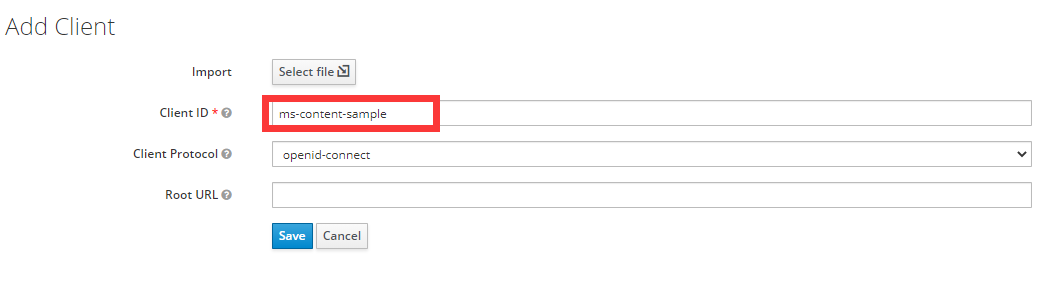 Add Client
Import Select file
Client ID * ms-content-sample
Client Protocol openid-connect
Root URL
Save Cancel